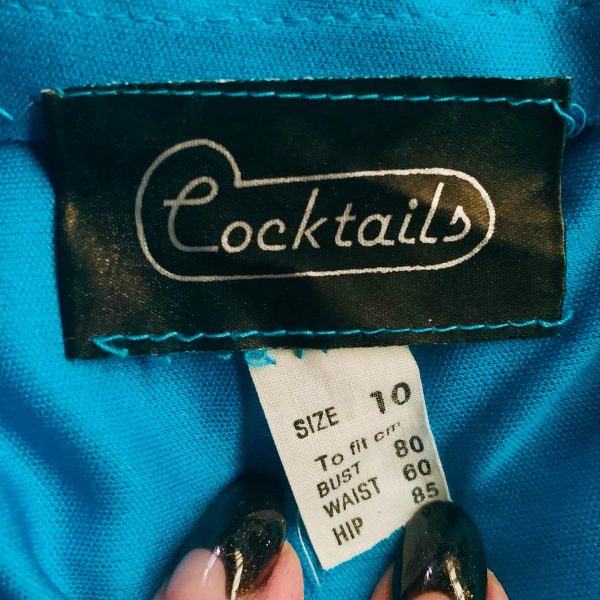 Cocktails
SIZE 10
To fit cm
BUST 80
WAIST 60
HIP 85